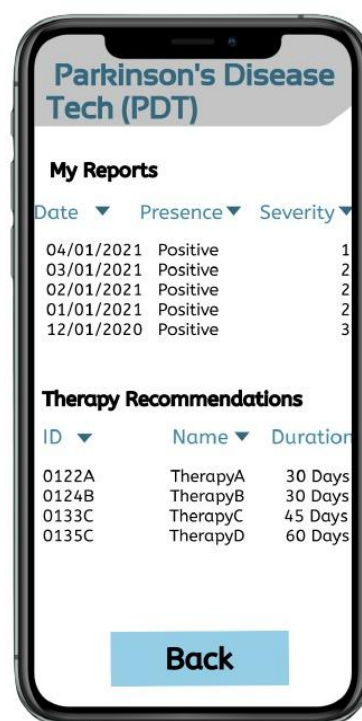 Parkinson's Disease
Tech (PDT)
My Reports
Date Presence Severity
04/01/2021 Positive 1
03/01/2021 Positive 2
02/01/2021 Positive 2
01/01/2021 Positive 2
12/01/2020 Positive 3
Therapy Recommendations
ID Name Duration
0122A TherapyA 30 Days
0124B TherapyB 30 Days
0133C TherapyC 45 Days
0135C TherapyD 60 Days
Back